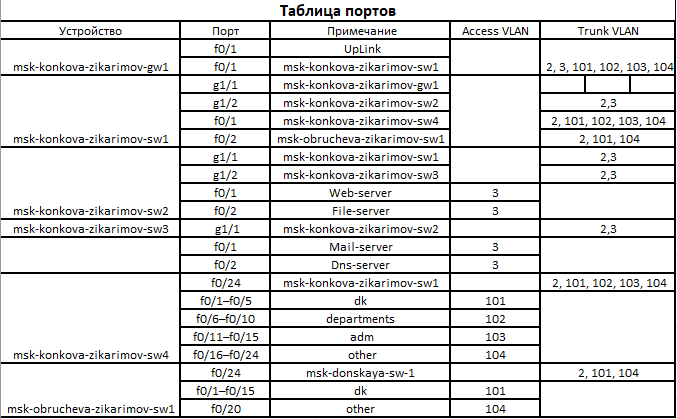 Таблица портов
Устройство Порт Примечание Access VLAN Trunk VLAN
f0/1 UpLink
msk-konkova-zikarimov-gw1 f0/1 msk-konkova-zikarimov-sw1 2, 3, 101, 102, 103, 104
g1/1 msk-konkova-zikarimov-gw1
g1/2 msk-konkova-zikarimov-sw2 2,3
f0/1 msk-konkova-zikarimov-sw4 2, 101, 102, 103, 104
msk-konkova-zikarimov-sw1 f0/2 msk-obrucheva-zikarimov-sw1 2, 101, 104
g1/1 msk-konkova-zikarimov-sw1 2,3
g1/2 msk-konkova-zikarimov-sw3 2,3
f0/1 Web-server 3
msk-konkova-zikarimov-sw2 f0/2 File-server 3
msk-konkova-zikarimov-sw3 g1/1 msk-konkova-zikarimov-sw2 2,3
f0/1 Mail-server 3
f0/2 Dns-server 3
f0/24 msk-konkova-zikarimov-sw1 2, 101, 102, 103, 104
f0/1–f0/5 dk 101
f0/6–f0/10 departments 102
f0/11–f0/15 adm 103
msk-konkova-zikarimov-sw4 f0/16–f0/24 other 104
f0/24 msk-donskaya-sw-1 2, 101, 104
f0/1–f0/15 dk 101
msk-obrucheva-zikarimov-sw1 f0/20 other 104